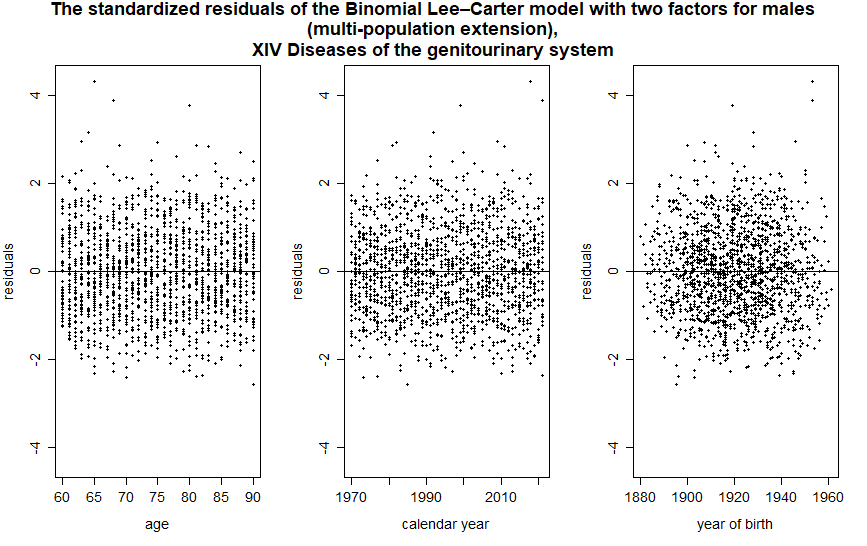 The standardized residuals of the Binomial Lee–Carter model with two factors for males
(multi-population extension),
XIV Diseases of the genitourinary system
residuals
4
2
0
-2
-4
60 65 70 75 80 85 90
age
residuals
4
2
0
-2
-4
1970 1990 2010
calendar year
residuals
4
2
0
-2
-4
1880 1900 1920 1940 1960
year of birth